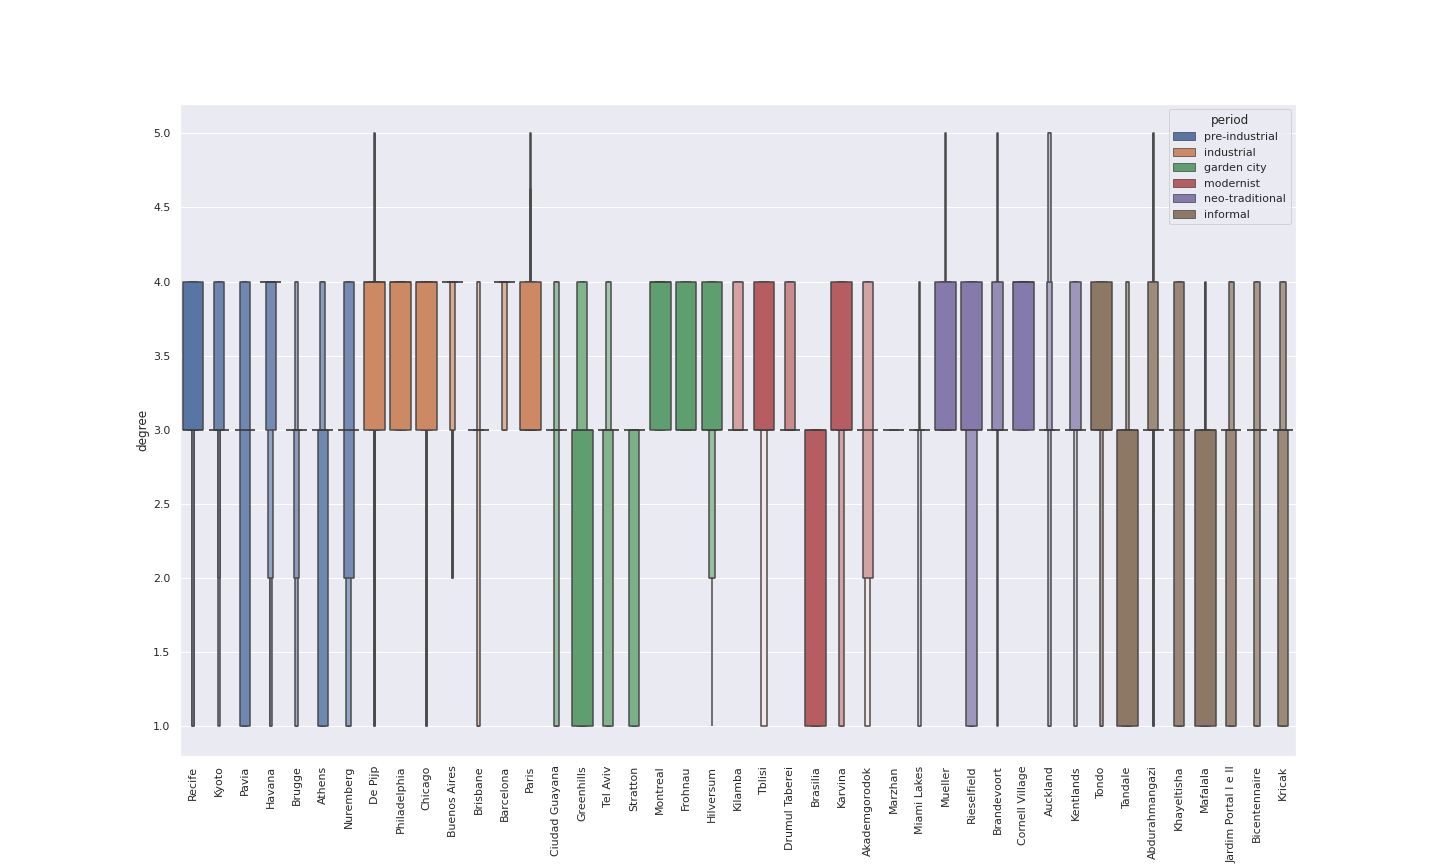 period
pre-industrial
industrial
garden city
modernist
neo-traditional
informal
degree
5.0
4.5
4.0
3.5
3.0
2.5
2.0
1.5
1.0
Recife
Kyoto
Pavia
Havana
Brugge
Athens
Nuremberg
De Pijp
Philadelphia
Chicago
Buenos Aires
Brisbane
Barcelona
Paris
Ciudad Guayana
Greenhills
Tel Aviv
Stratton
Montreal
Frohnau
Hilversum
Kilamba
Tblisi
Drumul Taberei
Brasilia
Karvina
Akademgorodok
Marzhan
Miami Lakes
Mueller
Rieselfield
Brandevoort
Cornell Village
Auckland
Kentlands
Tondo
Tandale
Abdurahmangazi
Khayeltisha
Mafalala
Jardim Portal I e II
Bicentennaire
Kricak